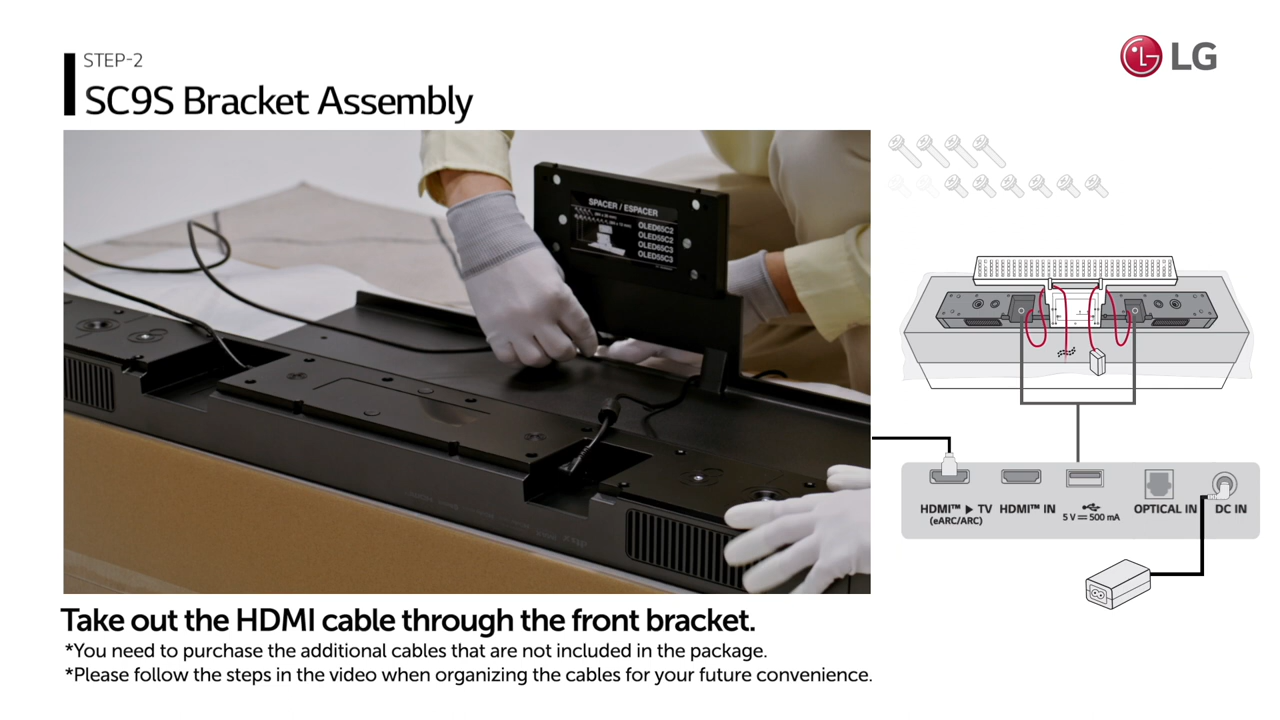 STEP-2
SC9S Bracket Assembly
LG
SPACER / ESPACER
OLED65C2
OLED55C2
OLED65C3
OLED55C3
HDMI™ ▶ TV
(eARC/ARC)
HDMI™ IN
5 V ⎓ 500 mA
OPTICAL IN
DC IN
Take out the HDMI cable through the front bracket.
*You need to purchase the additional cables that are not included in the package.
*Please follow the steps in the video when organizing the cables for your future convenience.